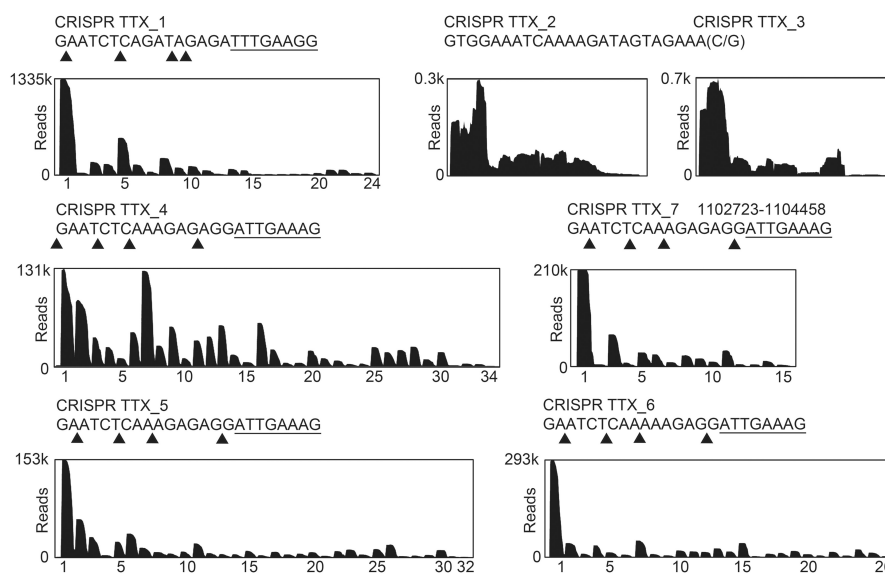 CRISPR TTX_1
GAATCTCAGATAGAGATTTGAAGG
1335k
Reads
0
1 5 10 15 20 24
CRISPR TTX_2 CRISPR TTX_3
GTGGAAATCAAAAGATAGTAGAAA(C/G)
0.3k
Reads
0
0.7k
Reads
0
CRISPR TTX_4
GAATCTCAAAGAGAGGATTGAAAG
131k
Reads
0
1 5 10 15 20 25 30 34
CRISPR TTX_7 1102723-1104458
GAATCTCAAAGAGAGGATTGAAAG
210k
Reads
0
1 5 10 15
CRISPR TTX_5
GAATCTCAAAGAGAGGATTGAAAG
153k
Reads
0
1 5 10 15 20 25 30 32
CRISPR TTX_6
GAATCTCAAAAAGAGGATTGAAAG
293k
Reads
0
1 5 10 15 20